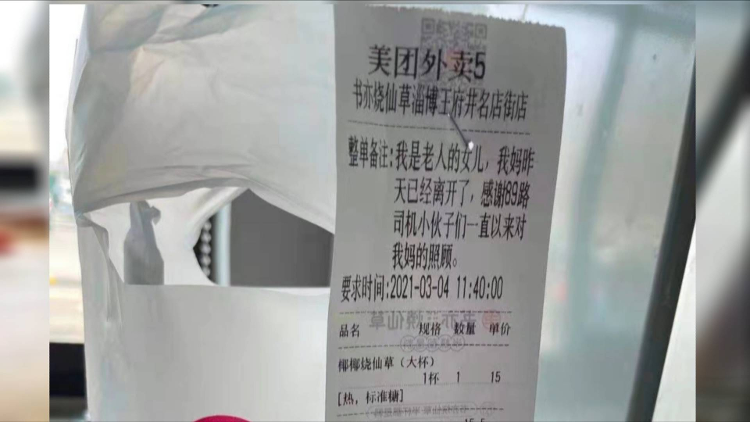 美团外卖5
书亦烧仙草淄博王府井名店街店
整单备注:我是老人的女儿，我妈昨
天已经离开了，感谢89路
司机小伙子们一直以来对
我妈的照顾。
要求时间:2021-03-04 11:40:00
品名 规格 数量 单价
椰椰烧仙草（大杯）
1杯 1 15
[热，标准糖]